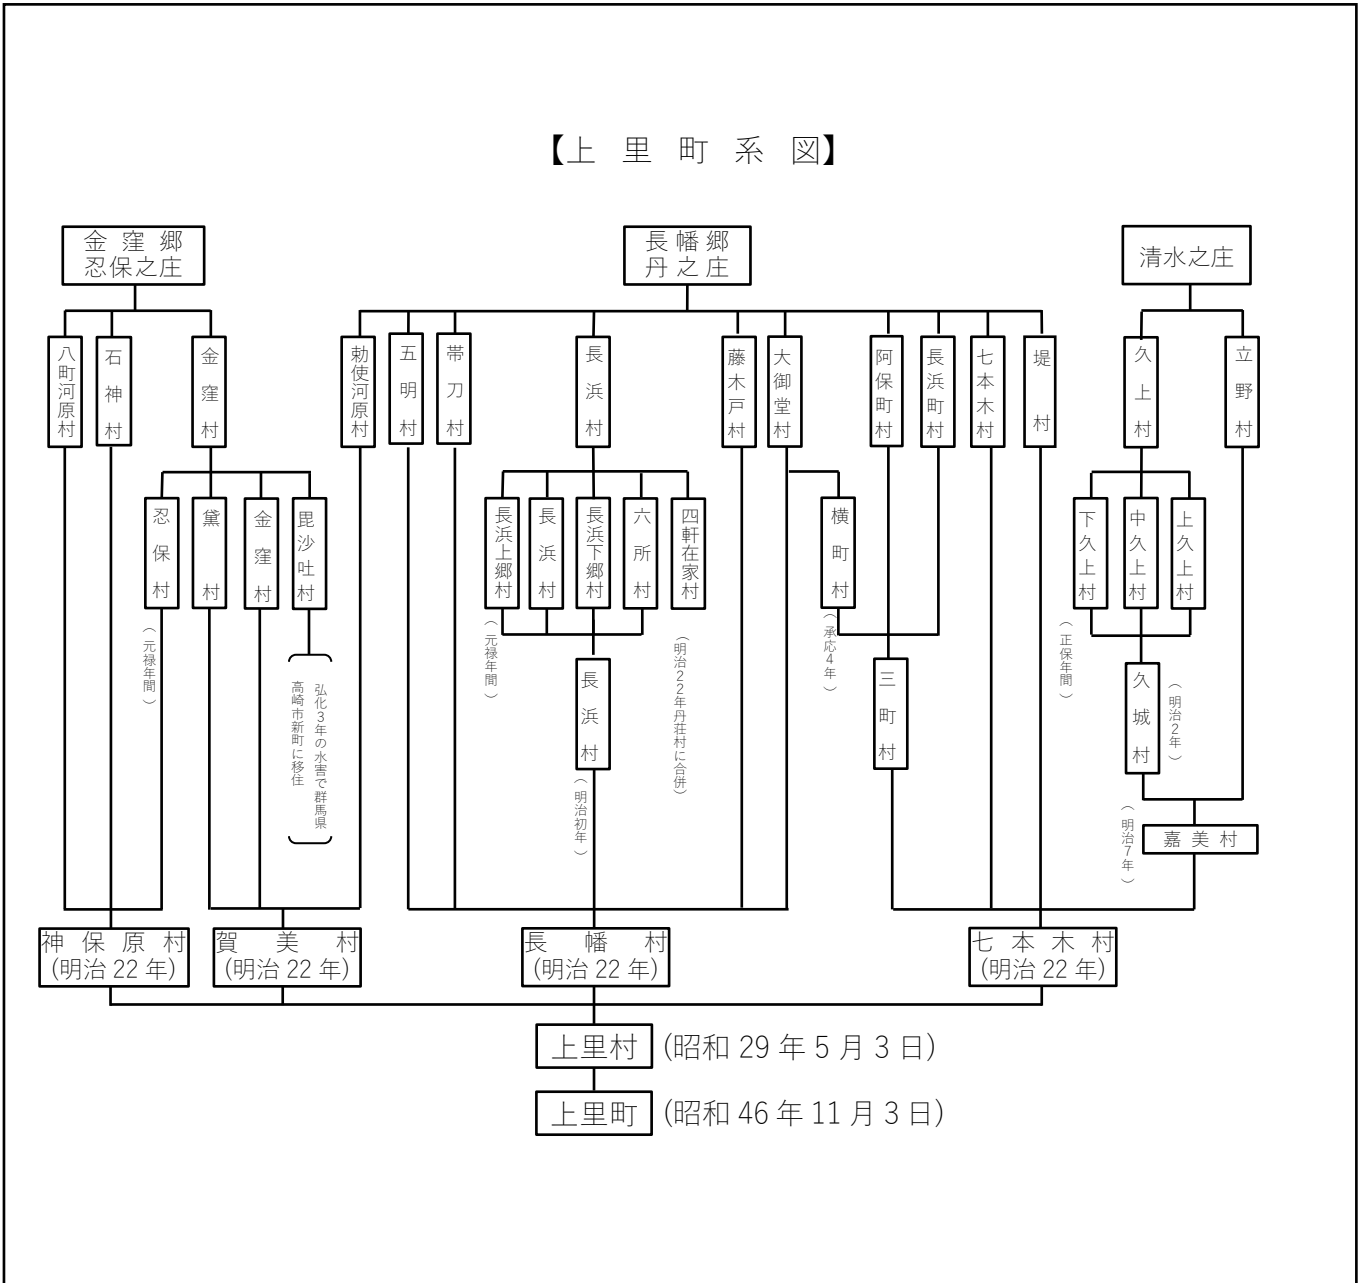 【上里町系図】
金窪郷
忍保之庄
長幡郷
丹之庄
清水之庄
八町河原村
石神村
金窪村
勅使河原村
五明村
帯刀村
長浜村
藤木戸村
大御堂村
阿保町村
長浜町村
七本木村
堤村
久上村
立野村
忍保村
黛村
金窪村
毘沙吐村
長浜上郷村
長浜村
長浜下郷村
六所村
四軒在家村
横町村
下久上村
中久上村
上久上村
(元禄年間)
弘化3年の水害で群馬県
高崎市新町に移住
(元禄年間)
(明治22年丹荘村に合併)
(承応4年)
(正保年間)
長浜村
(明治初年)
三町村
久城村
(明治2年)
(明治7年)
嘉美村
神保原村
(明治22年)
賀美村
(明治22年)
長幡村
(明治22年)
七本木村
(明治22年)
上里村 (昭和29年5月3日)
上里町 (昭和46年11月3日)